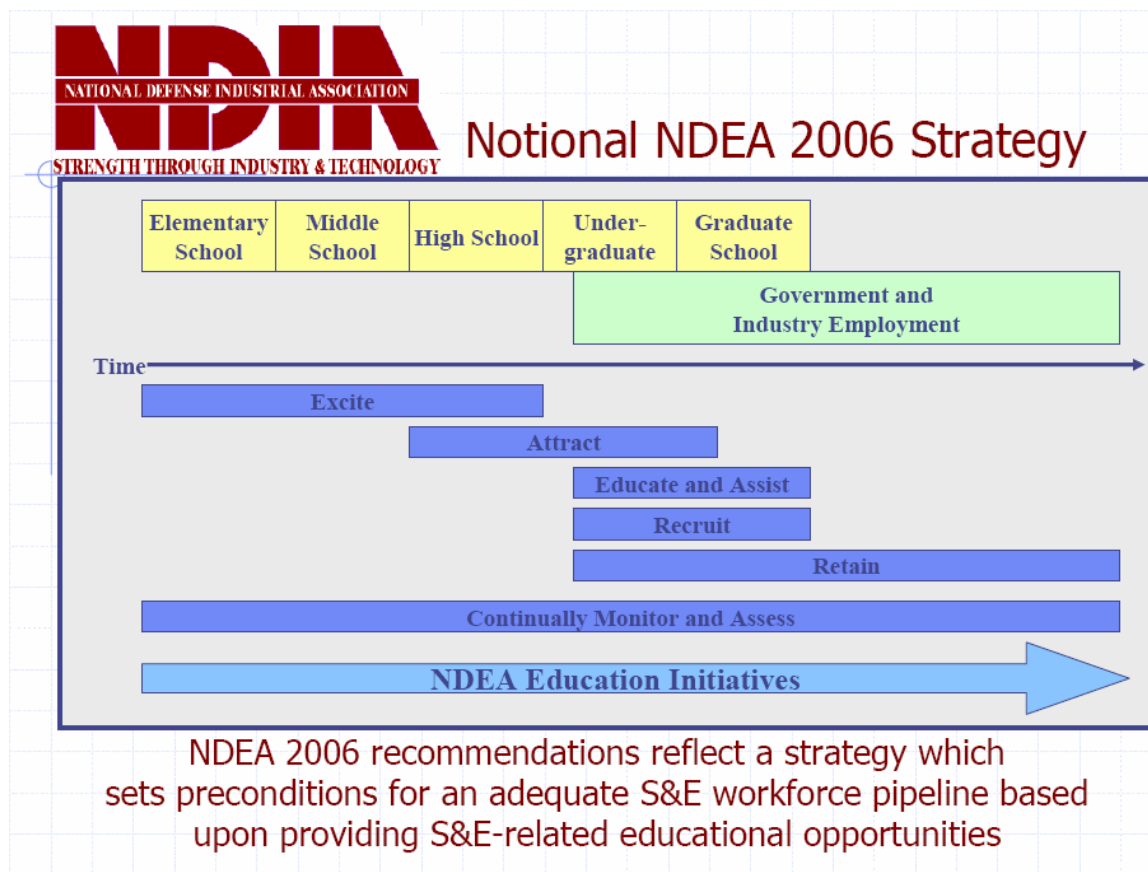 NDIA
NATIONAL DEFENSE INDUSTRIAL ASSOCIATION
STRENGTH THROUGH INDUSTRY & TECHNOLOGY
Notional NDEA 2006 Strategy
Elementary
School
Middle
School
High School
Under-
graduate
Graduate
School
Government and
Industry Employment
Time
Excite
Attract
Educate and Assist
Recruit
Retain
Continually Monitor and Assess
NDEA Education Initiatives
NDEA 2006 recommendations reflect a strategy which
sets preconditions for an adequate S&E workforce pipeline based
upon providing S&E-related educational opportunities